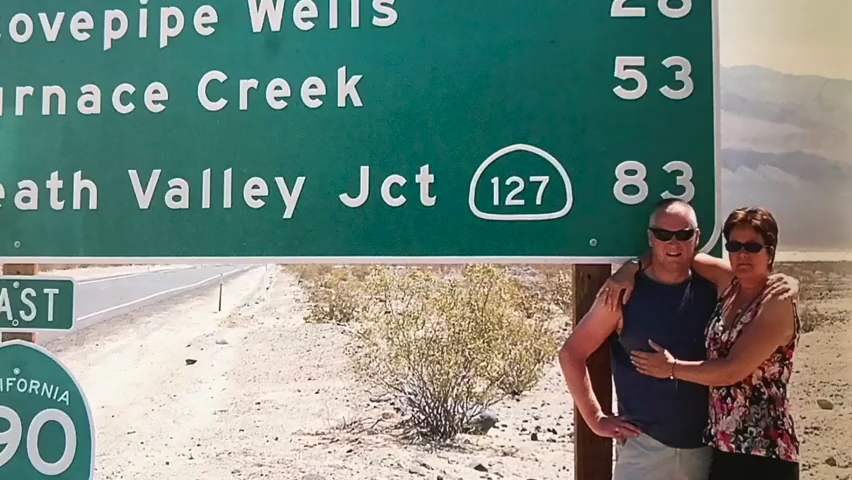 ovepipe Wells 28
urnace Creek 53
eath Valley Jct 127 83
AST
IFORNIA
90